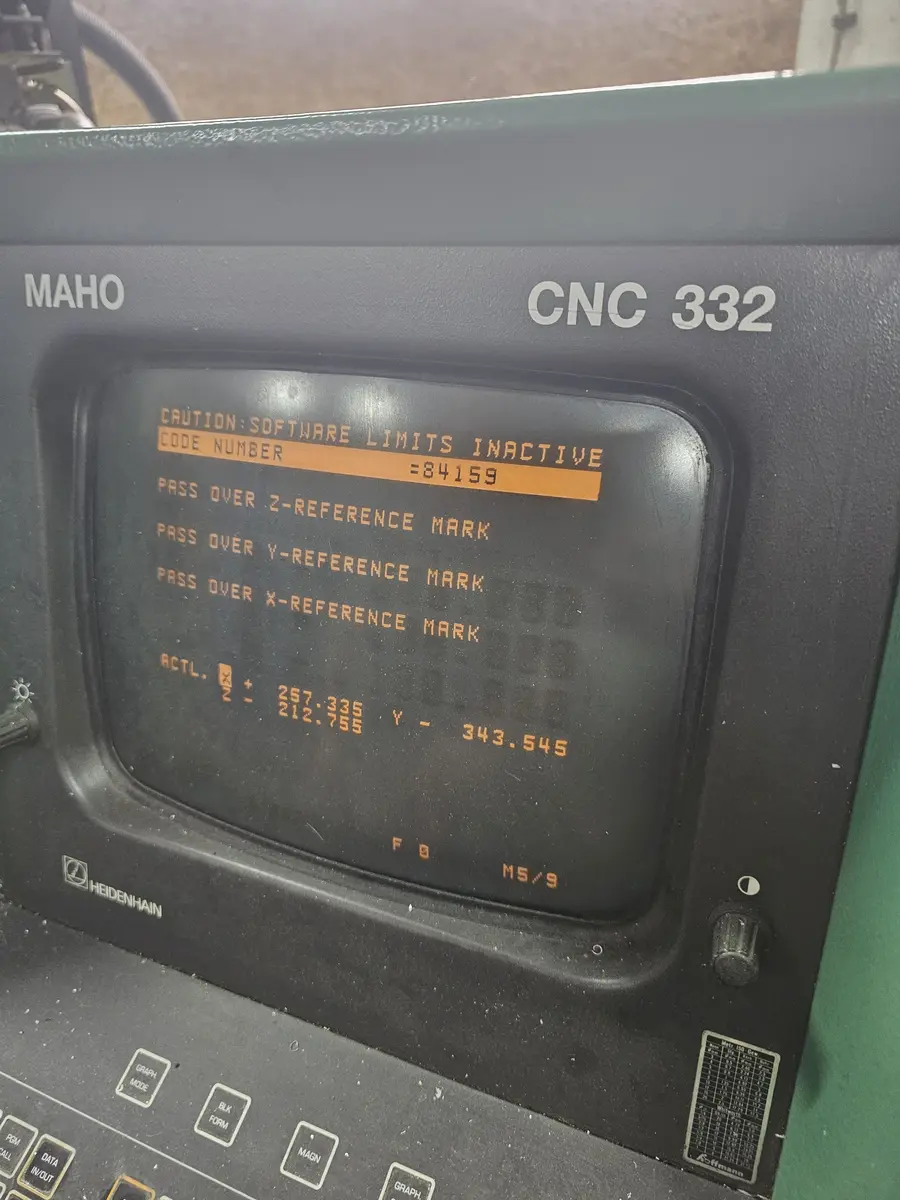 MAHO
CNC 332
CAUTION:SOFTWARE LIMITS INACTIVE
CODE NUMBER =84159
PASS OVER Z-REFERENCE MARK
PASS OVER Y-REFERENCE MARK
PASS OVER X-REFERENCE MARK
ACTL. X + 257.335 Y - 343.545
Z - 212.755
F 0
M5/9
HEIDENHAIN
GRAPH MODE
BLK FORM
MAGN
GRAPH
PGM CALL
DATA IN/OUT
Hoffmann